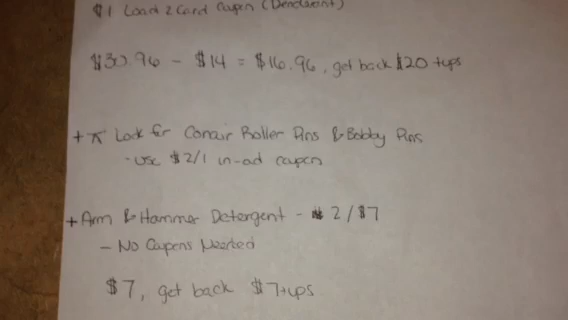 $1 Load 2 Card Coupon (Denchwint)
$30.96 - $14 = $16.96, get back $20 +ups
+ Look for Conair Roller Pins & Bobby Pins
- use $2/1 in-ad coupon
+ Arm & Hammer Detergent - 2/$7
- No Coupons Needed
$7, get back $7 +ups